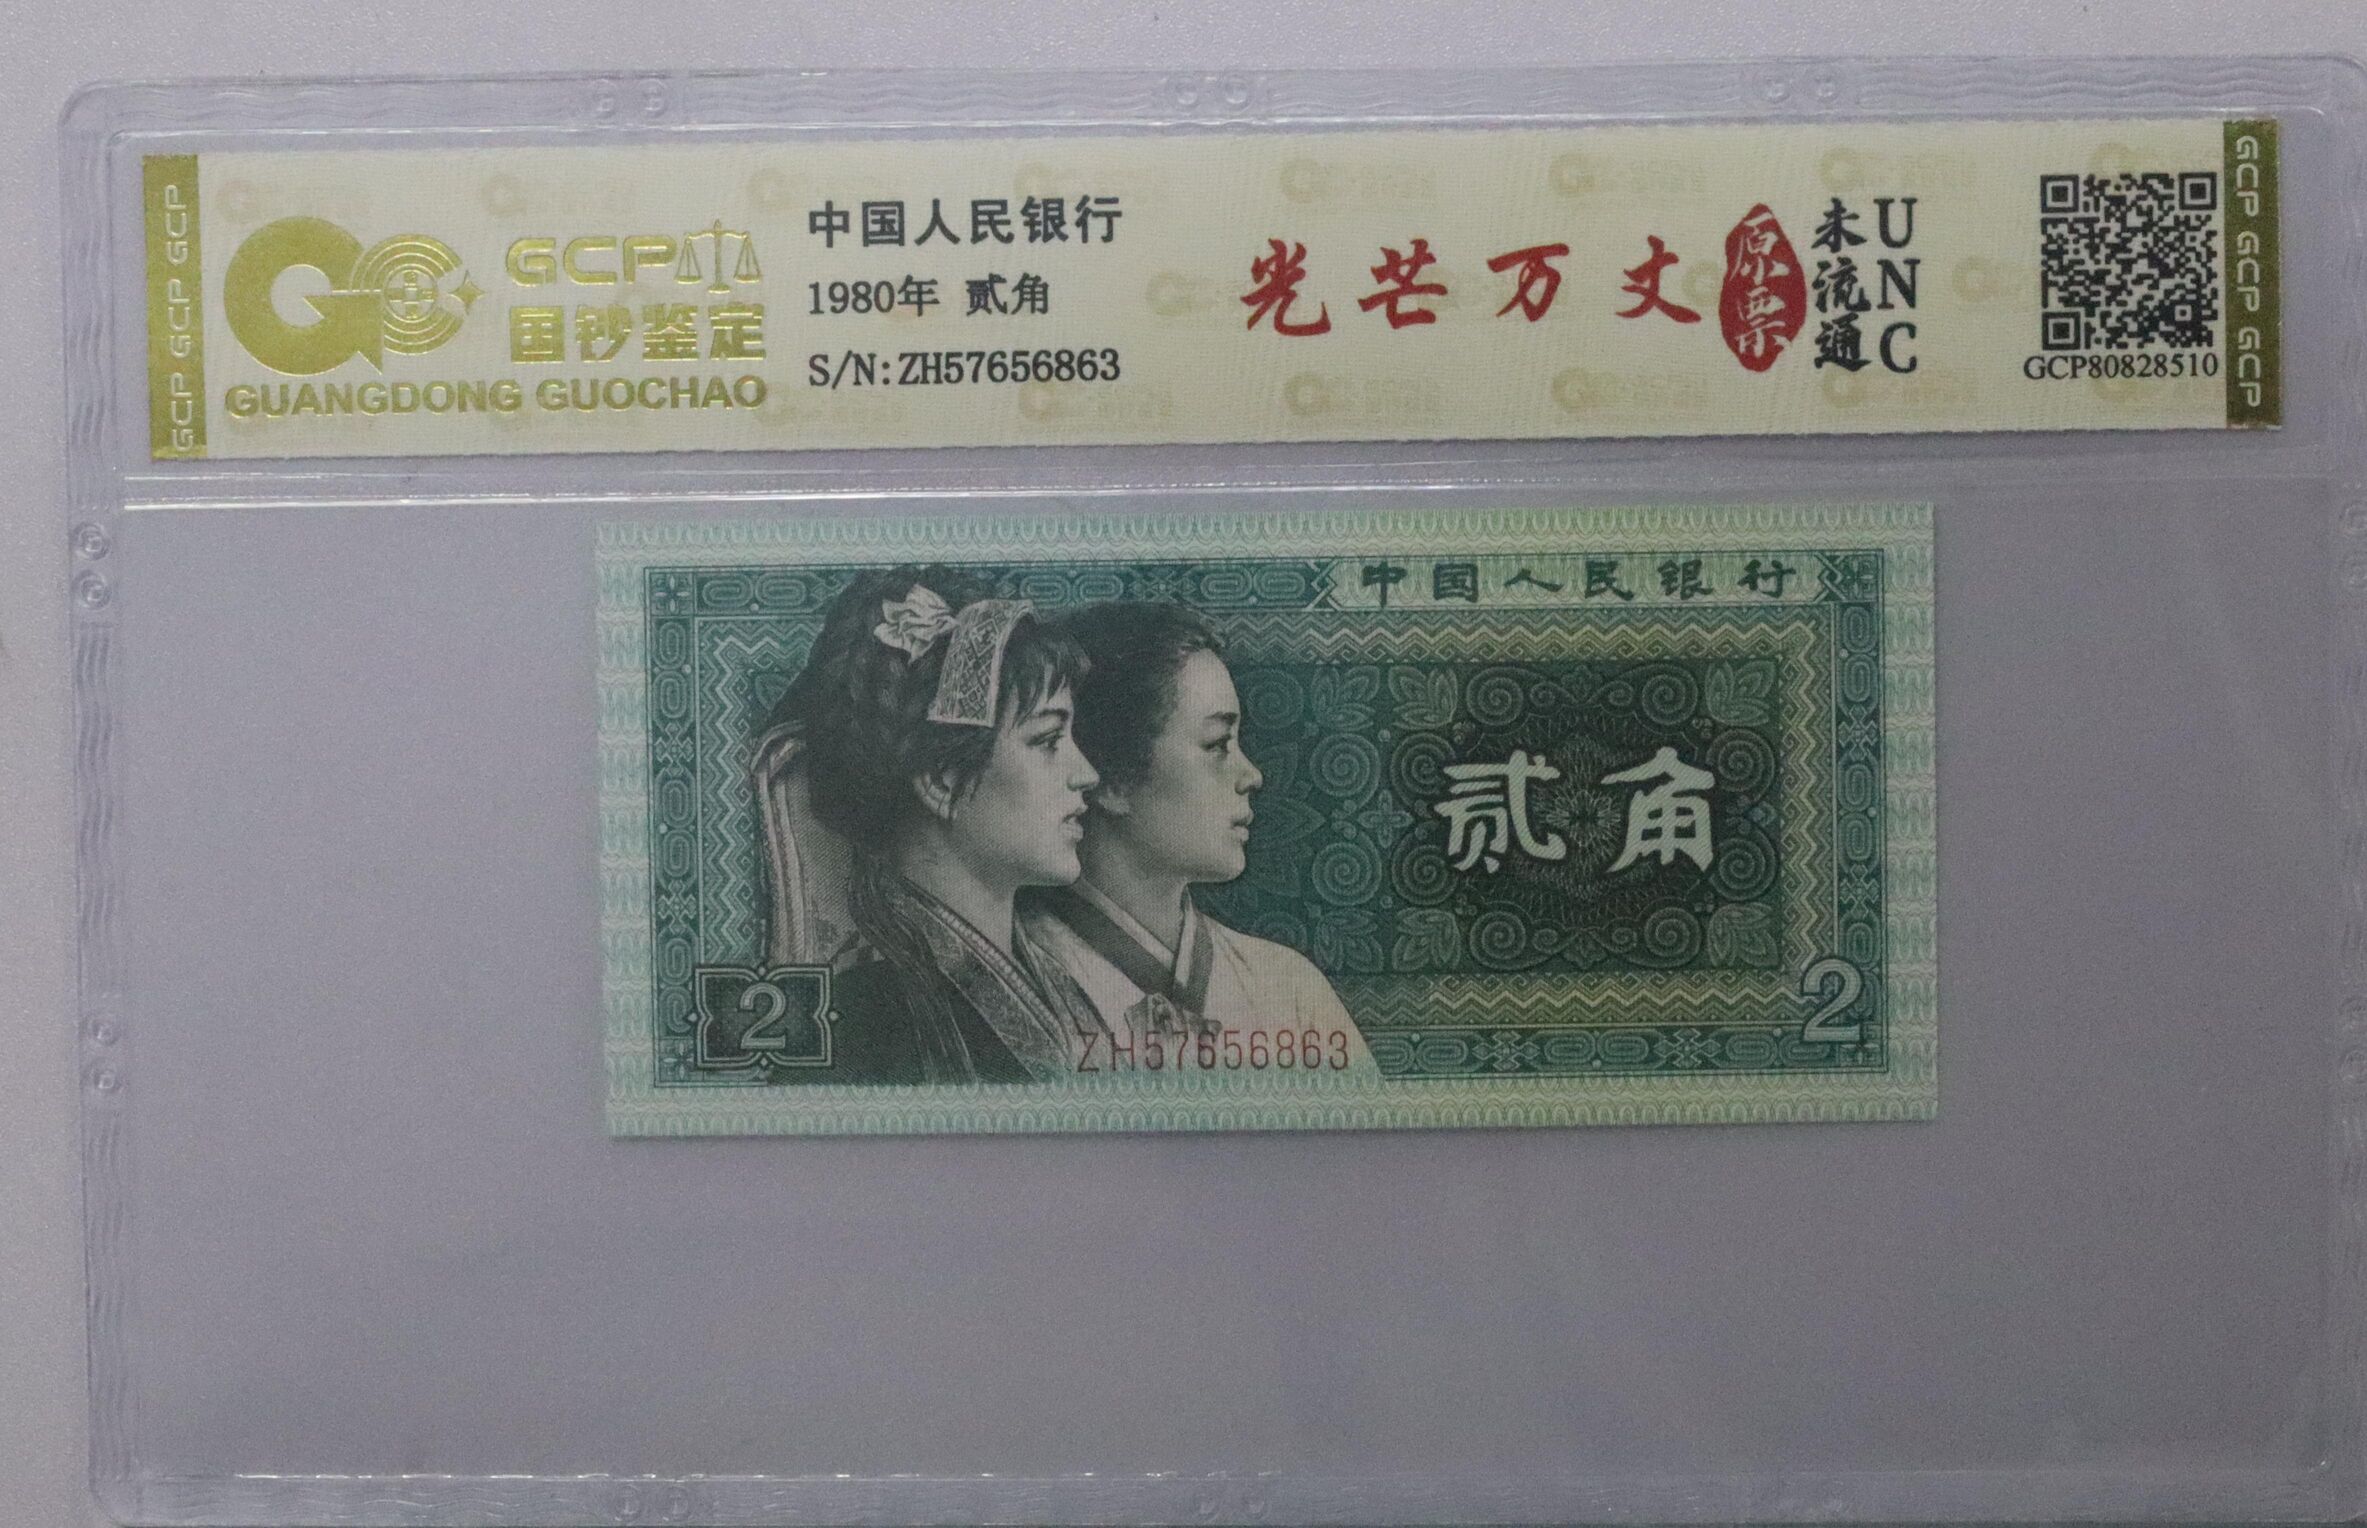 GCP GCP GCP
GCP
国钞鉴定
GUANGDONG GUOCHAO
中国人民银行
1980年 贰角
S/N:ZH57656863
光芒万丈
原票
未流通
UNC
GCP80828510
GCP GCP GCP
中国人民银行
贰角
2
2
ZH57656863